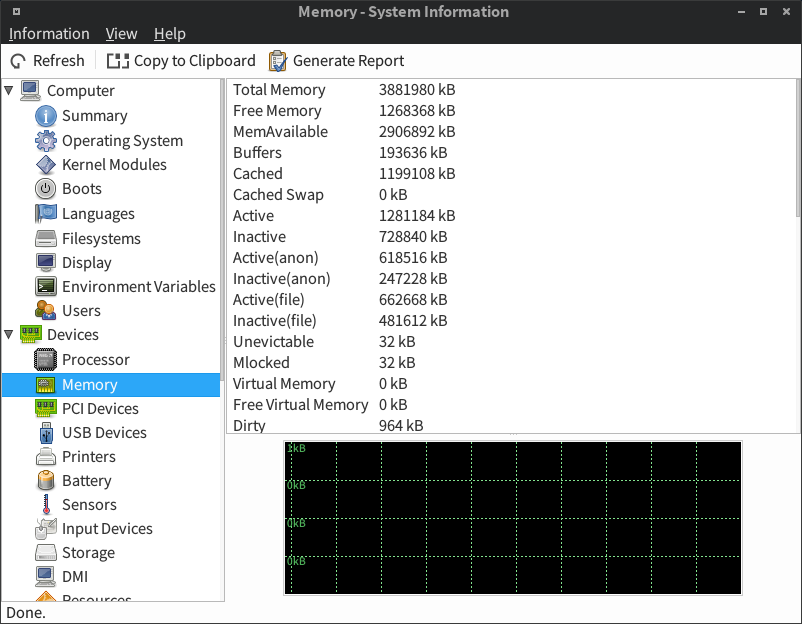 Memory - System Information
Information View Help
Refresh Copy to Clipboard Generate Report
Computer
Summary
Operating System
Kernel Modules
Boots
Languages
Filesystems
Display
Environment Variables
Users
Devices
Processor
Memory
PCI Devices
USB Devices
Printers
Battery
Sensors
Input Devices
Storage
DMI
Resources
Total Memory 3881980 kB
Free Memory 1268368 kB
MemAvailable 2906892 kB
Buffers 193636 kB
Cached 1199108 kB
Cached Swap 0 kB
Active 1281184 kB
Inactive 728840 kB
Active(anon) 618516 kB
Inactive(anon) 247228 kB
Active(file) 662668 kB
Inactive(file) 481612 kB
Unevictable 32 kB
Mlocked 32 kB
Virtual Memory 0 kB
Free Virtual Memory 0 kB
Dirty 964 kB
1kB
0kB
0kB
0kB
Done.